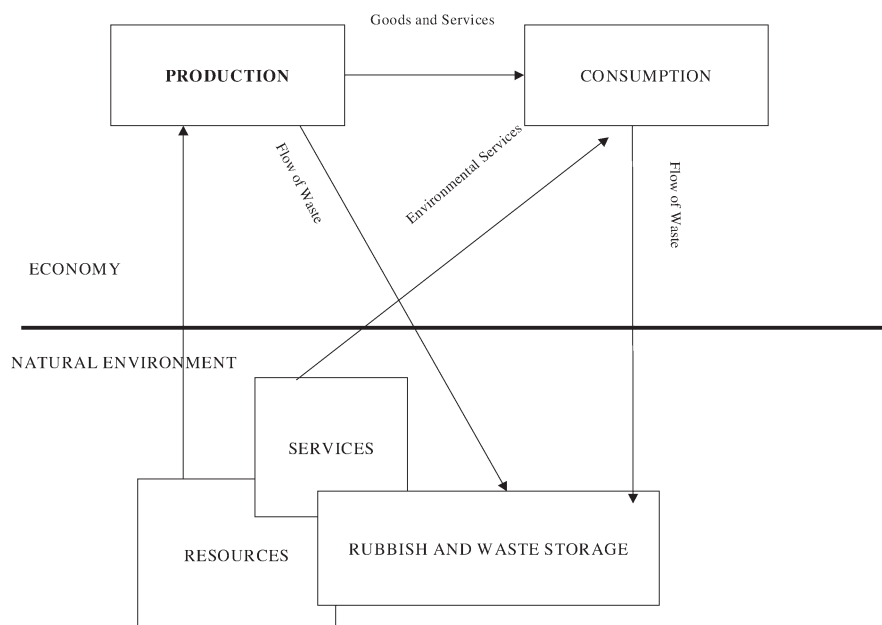 Goods and Services
PRODUCTION
CONSUMPTION
Flow of Waste
Environmental Services
Flow of Waste
ECONOMY
NATURAL ENVIRONMENT
SERVICES
RESOURCES
RUBBISH AND WASTE STORAGE